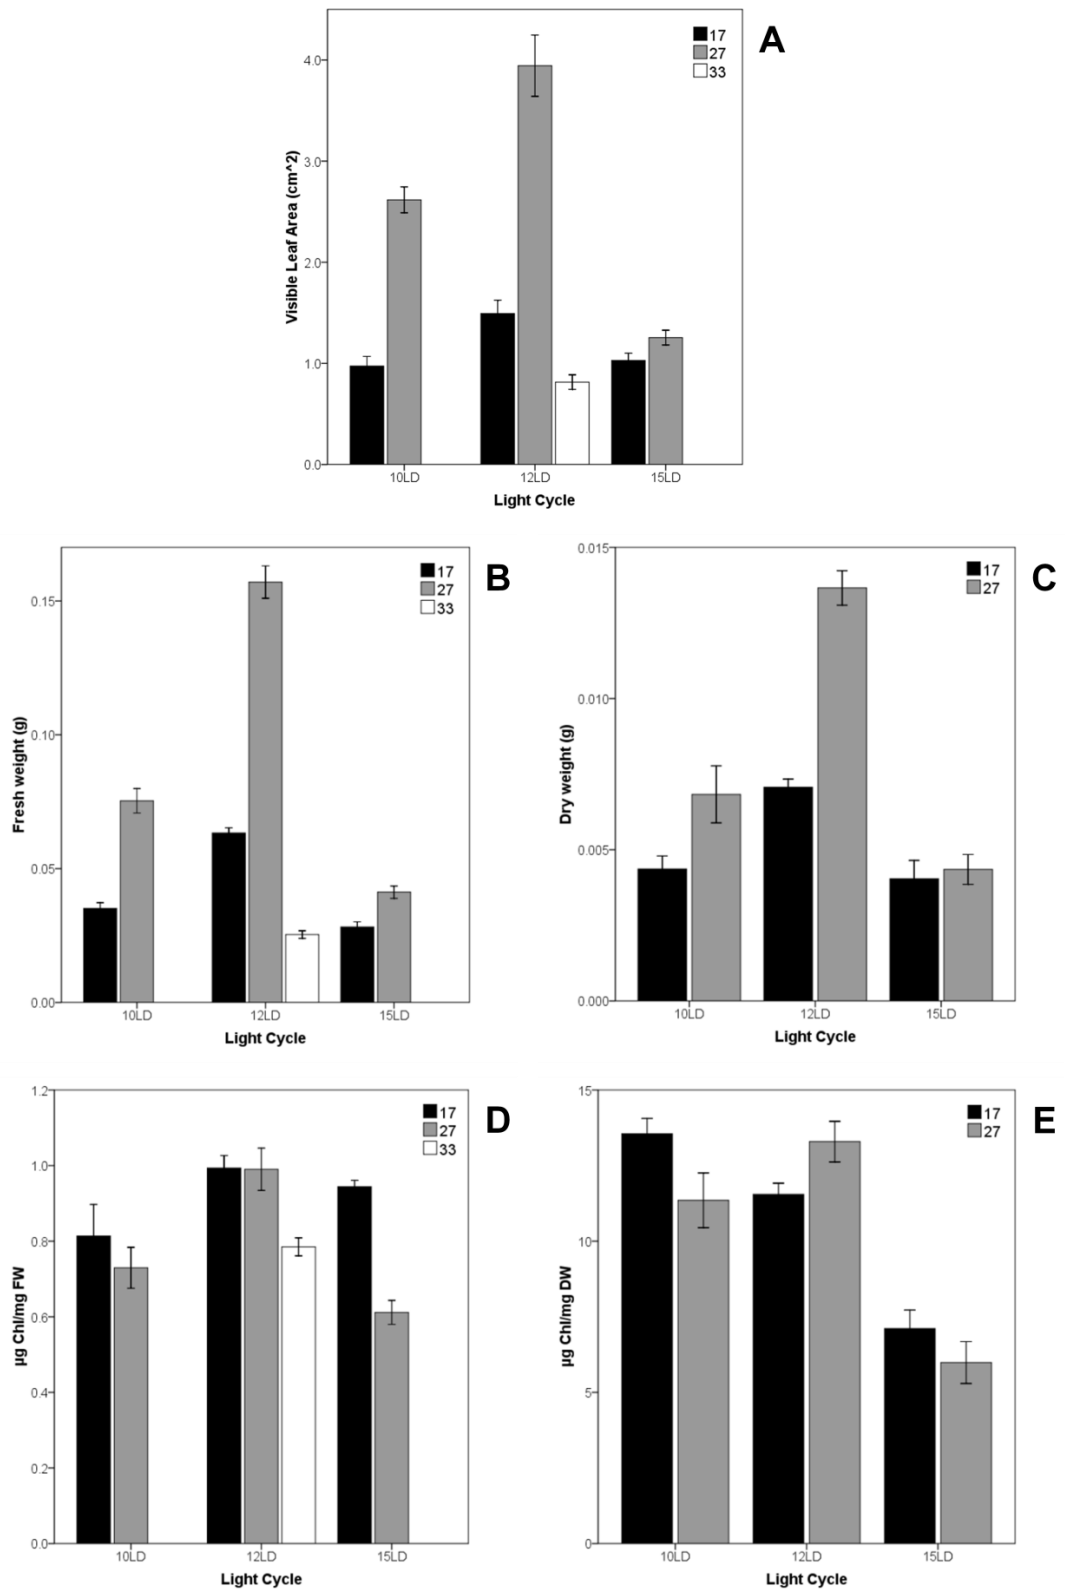 A
17
27
33
4.0
3.0
2.0
1.0
0.0
Visible Leaf Area (cm^2)
10LD 12LD 15LD
Light Cycle
B
17
27
33
0.15
0.10
0.05
0.00
Fresh weight (g)
10LD 12LD 15LD
Light Cycle
C
17
27
0.015
0.010
0.005
0.000
Dry weight (g)
10LD 12LD 15LD
Light Cycle
D
17
27
33
1.2
1.0
0.8
0.6
0.4
0.2
0.0
µg Chl/mg FW
10LD 12LD 15LD
Light Cycle
E
17
27
15
10
5
0
µg Chl/mg DW
10LD 12LD 15LD
Light Cycle